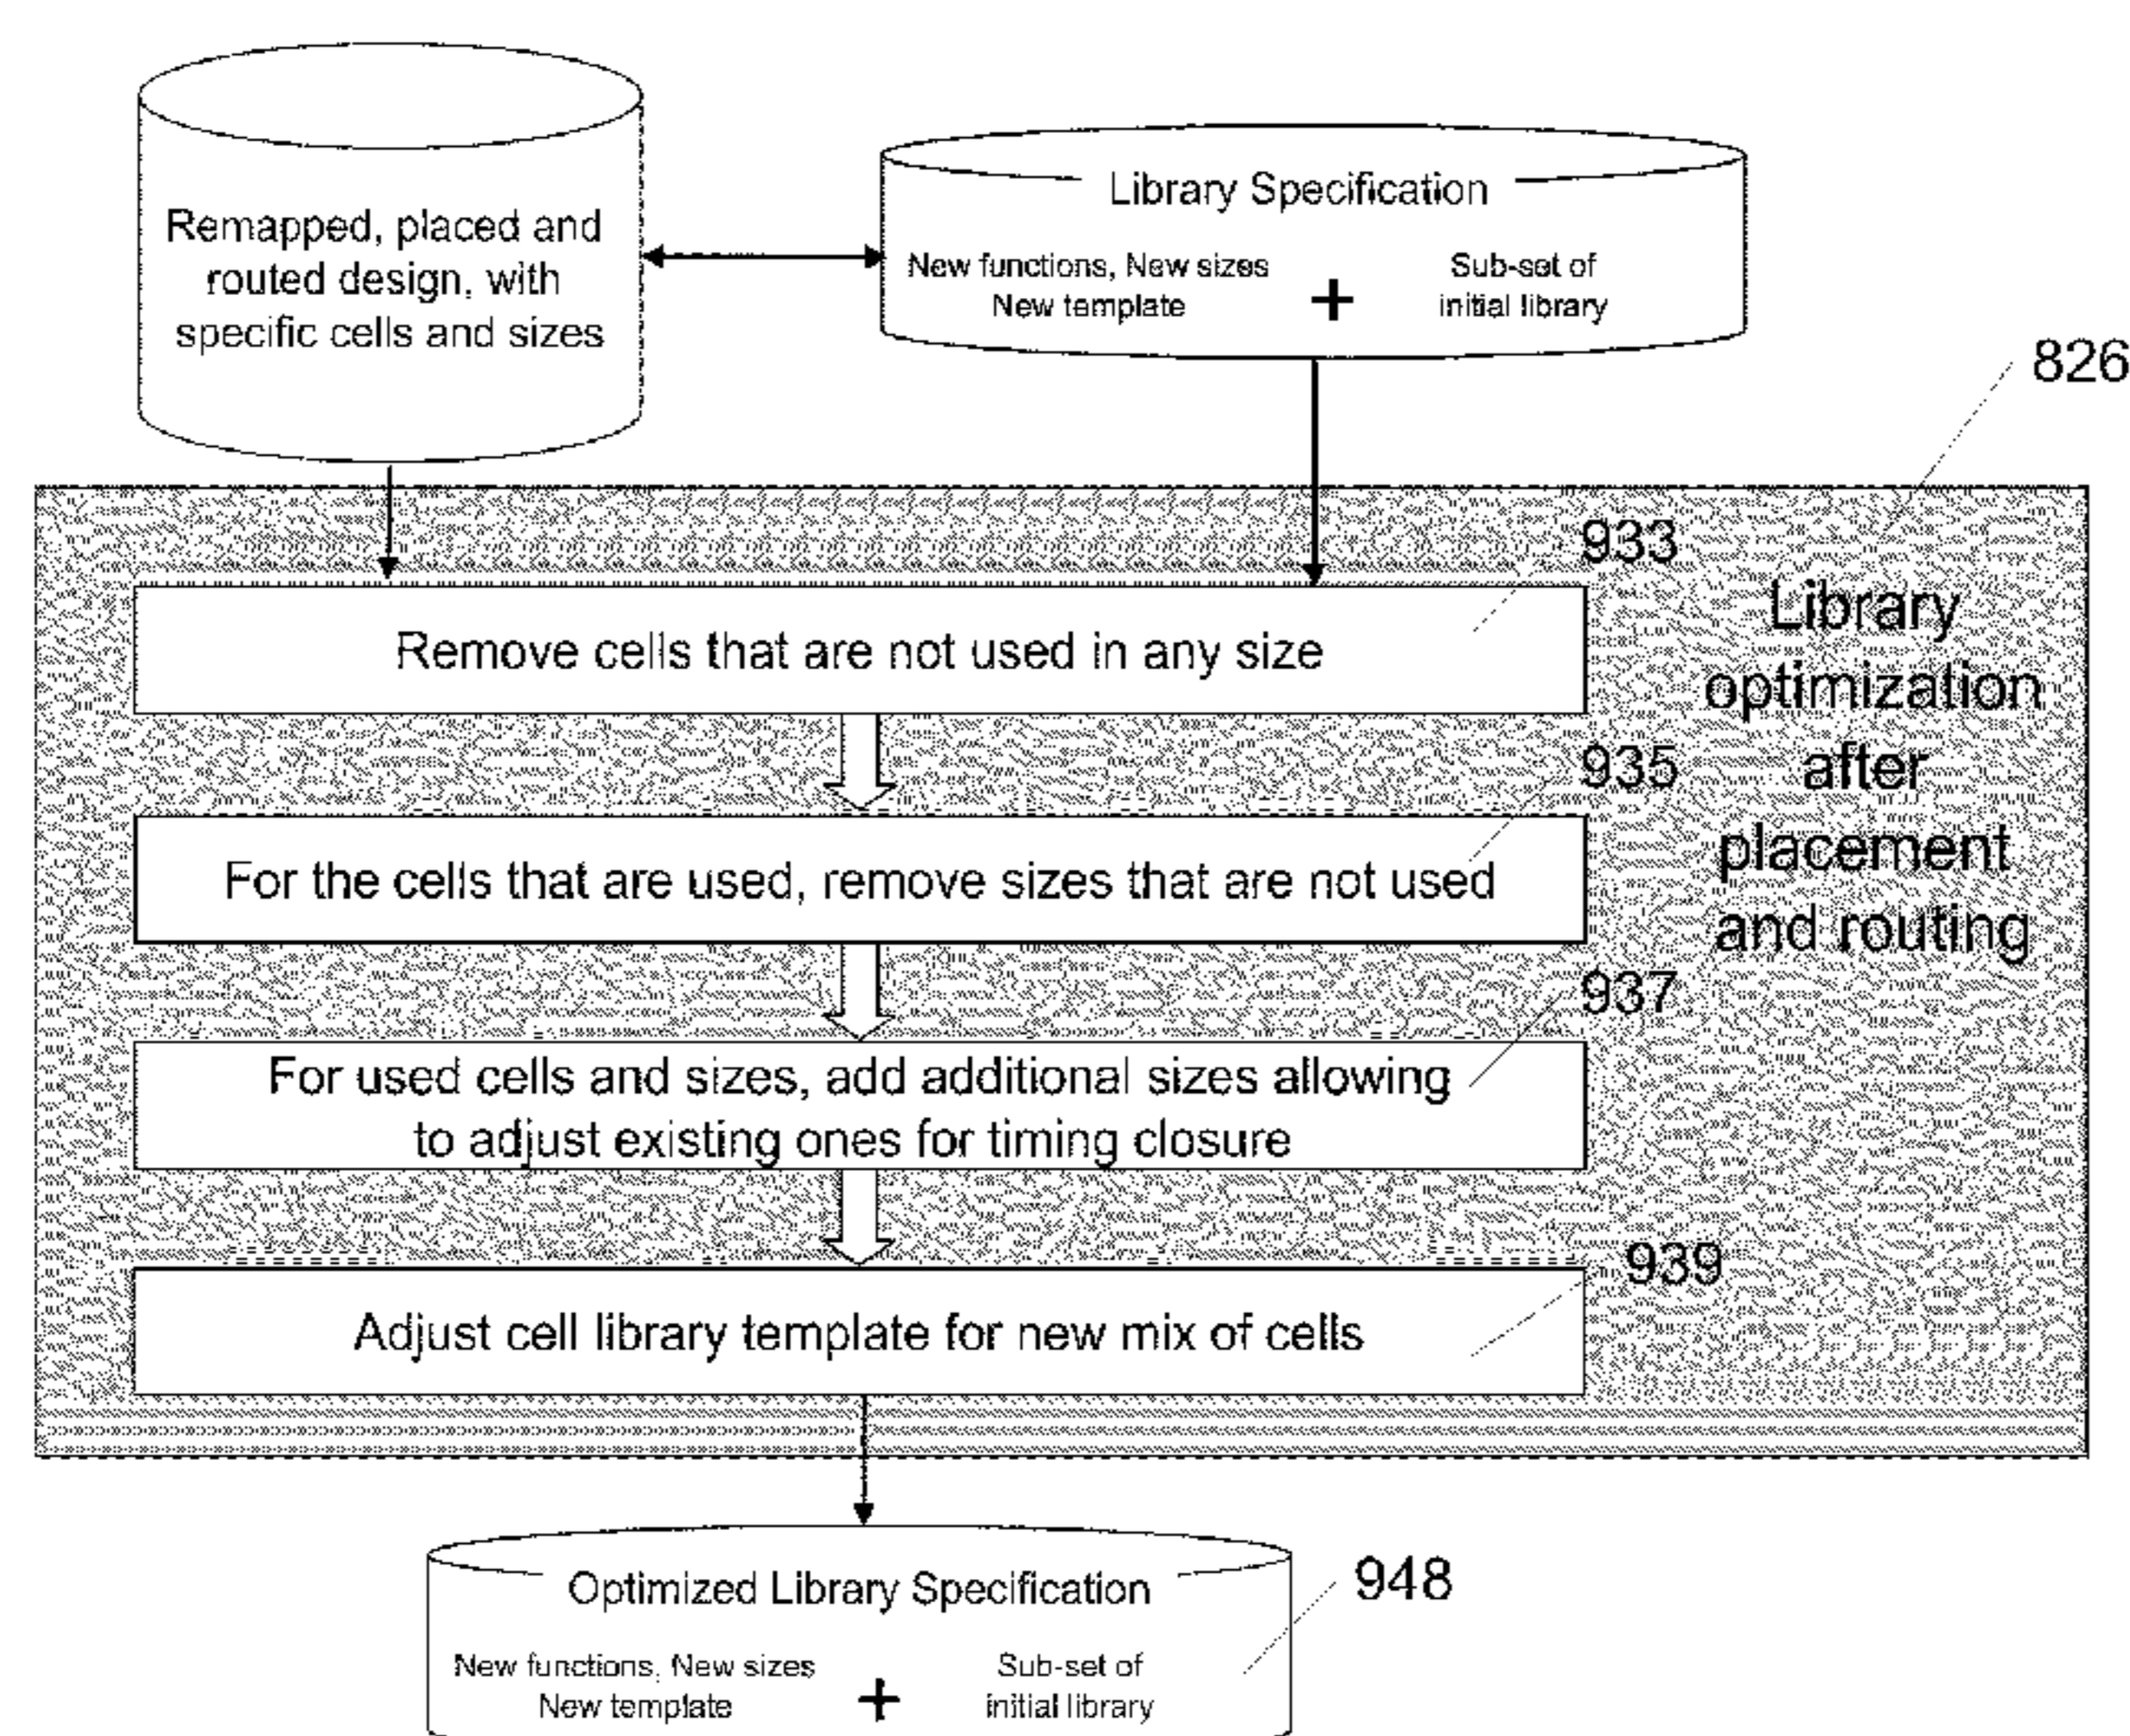 Remapped, placed and
routed design, with
specific cells and sizes
Library Specification
New functions, New sizes
New template
+
Sub-set of
initial library
826
933
Library
optimization
after
placement
and routing
Remove cells that are not used in any size
935
For the cells that are used, remove sizes that are not used
937
For used cells and sizes, add additional sizes allowing
to adjust existing ones for timing closure
939
Adjust cell library template for new mix of cells
Optimized Library Specification
948
New functions, New sizes
New template
+
Sub-set of
initial library